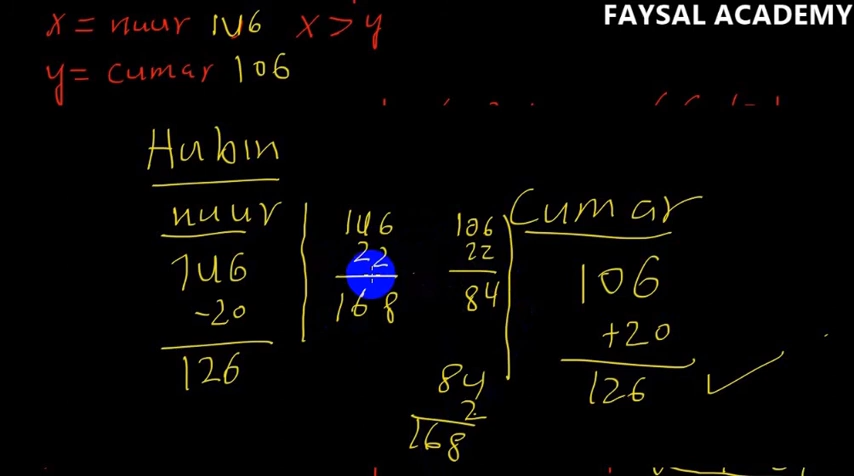 FAYSAL ACADEMY
x = nuur 146 x > y
y = cumar 106
Hubin
nuur
146
-20
126
146
22
168
106
22
84
84
2
168
Cumar
106
+20
126